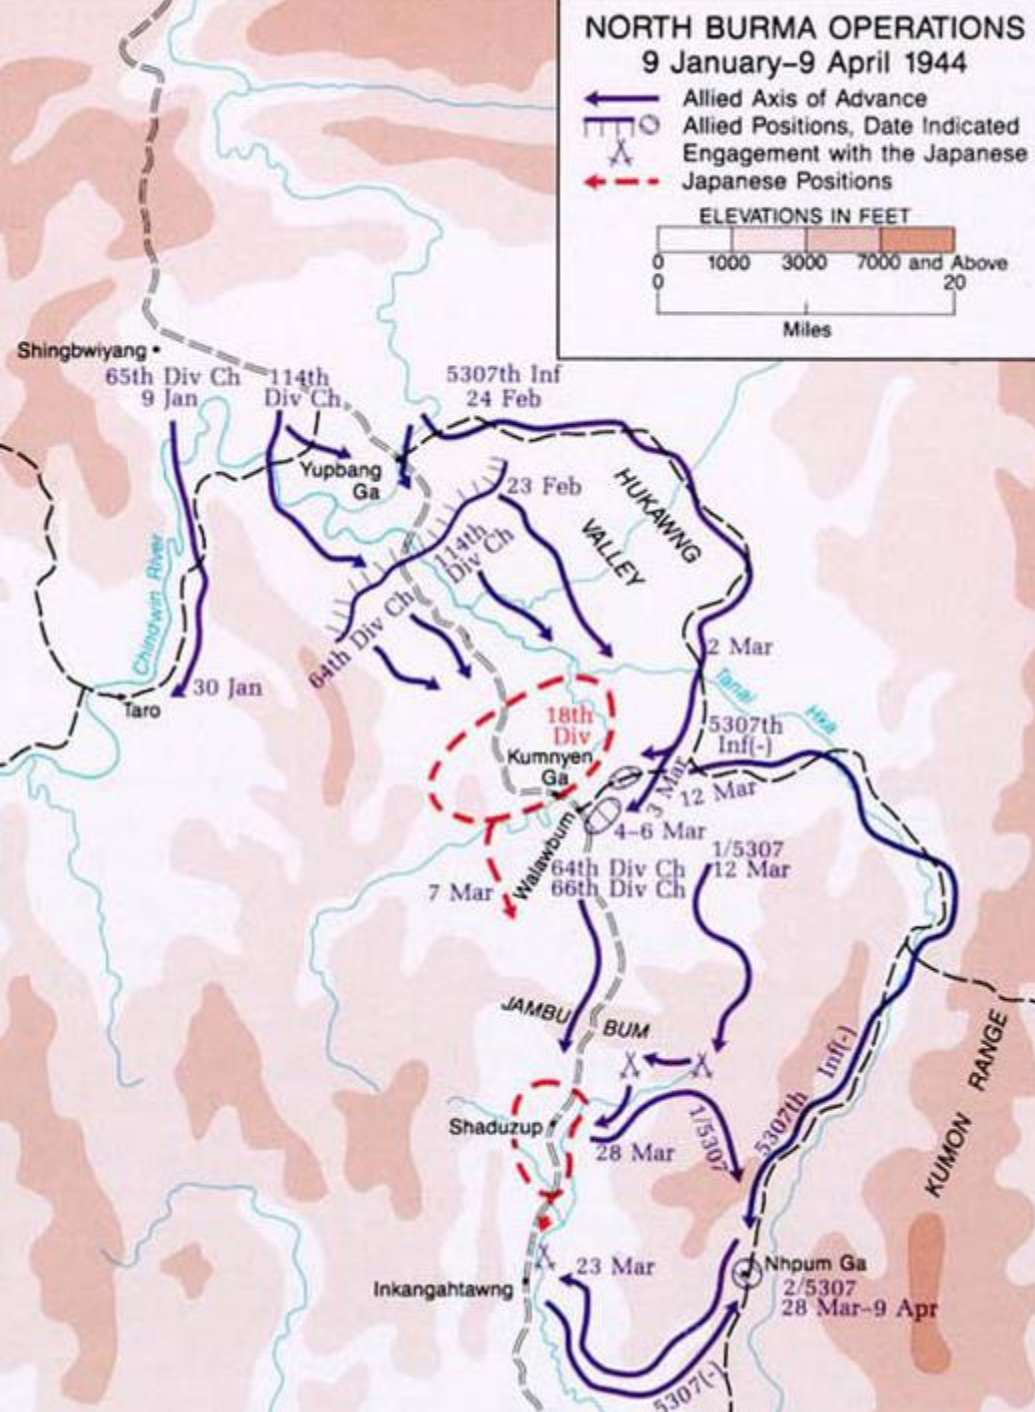 NORTH BURMA OPERATIONS
9 January–9 April 1944
Allied Axis of Advance
Allied Positions, Date Indicated
Engagement with the Japanese
Japanese Positions
ELEVATIONS IN FEET
0 1000 3000 7000 and Above
0 20
Miles
Shingbwiyang
65th Div Ch
9 Jan
114th
Div Ch
5307th Inf
24 Feb
Yupbang
Ga
23 Feb
HUKAWNG
VALLEY
114th
Div Ch
64th Div Ch
Chindwin River
30 Jan
Taro
2 Mar
Tanai Hka
18th
Div
Kumnyen
Ga
5307th
Inf(-)
3 Mar
12 Mar
4–6 Mar
Walawbum
1/5307
12 Mar
64th Div Ch
66th Div Ch
7 Mar
JAMBU BUM
Inf(-)
5307th
KUMON RANGE
Shaduzup
28 Mar
1/5307
23 Mar
Inkangahtawng
Nhpum Ga
2/5307
28 Mar–9 Apr
5307(-)